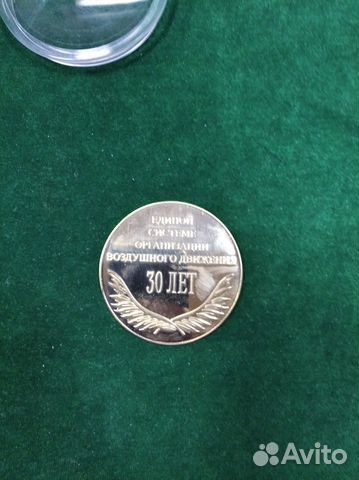 ЕДИНОЙ
СИСТЕМЕ
ОРГАНИЗАЦИИ
ВОЗДУШНОГО ДВИЖЕНИЯ
30 ЛЕТ
Avito